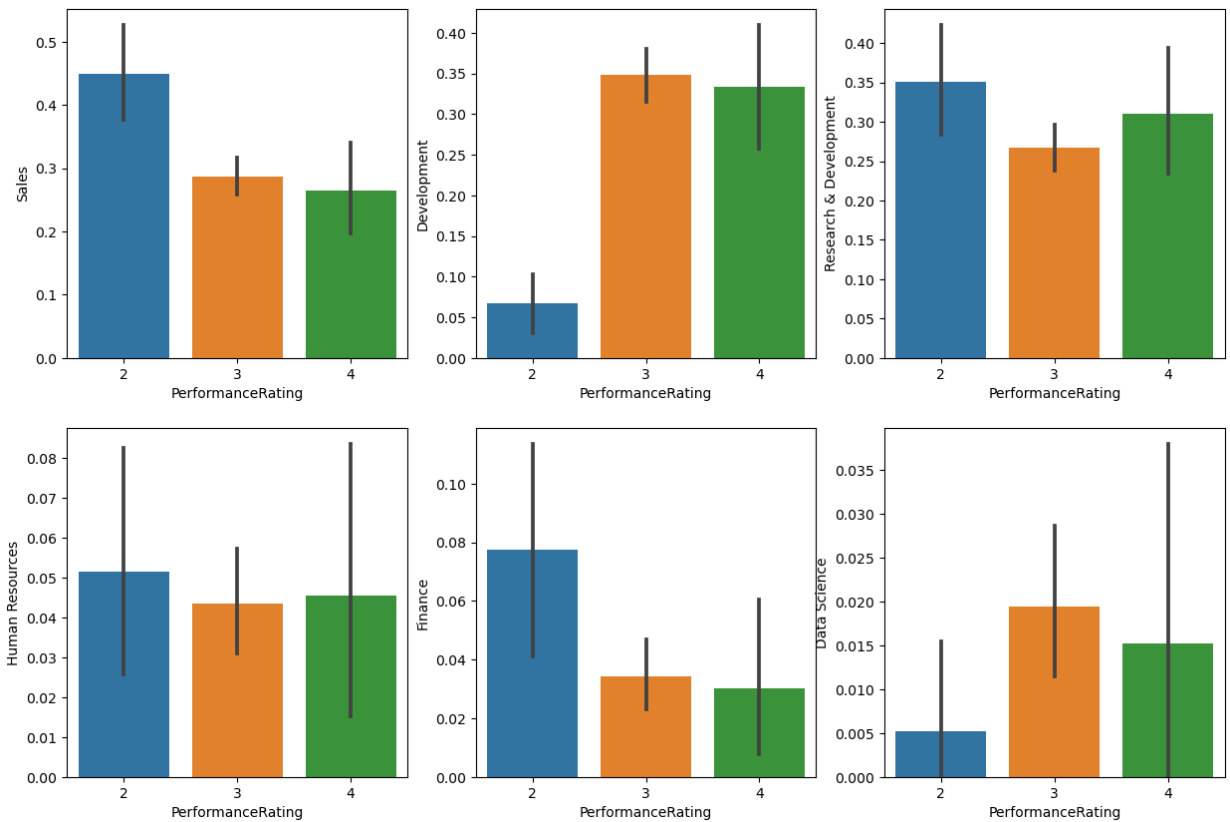 Sales
0.5
0.4
0.3
0.2
0.1
0.0
2 3 4
PerformanceRating
Development
0.40
0.35
0.30
0.25
0.20
0.15
0.10
0.05
0.00
2 3 4
PerformanceRating
Research & Development
0.40
0.35
0.30
0.25
0.20
0.15
0.10
0.05
0.00
2 3 4
PerformanceRating
Human Resources
0.08
0.07
0.06
0.05
0.04
0.03
0.02
0.01
0.00
2 3 4
PerformanceRating
Finance
0.10
0.08
0.06
0.04
0.02
0.00
2 3 4
PerformanceRating
Data Science
0.035
0.030
0.025
0.020
0.015
0.010
0.005
0.000
2 3 4
PerformanceRating